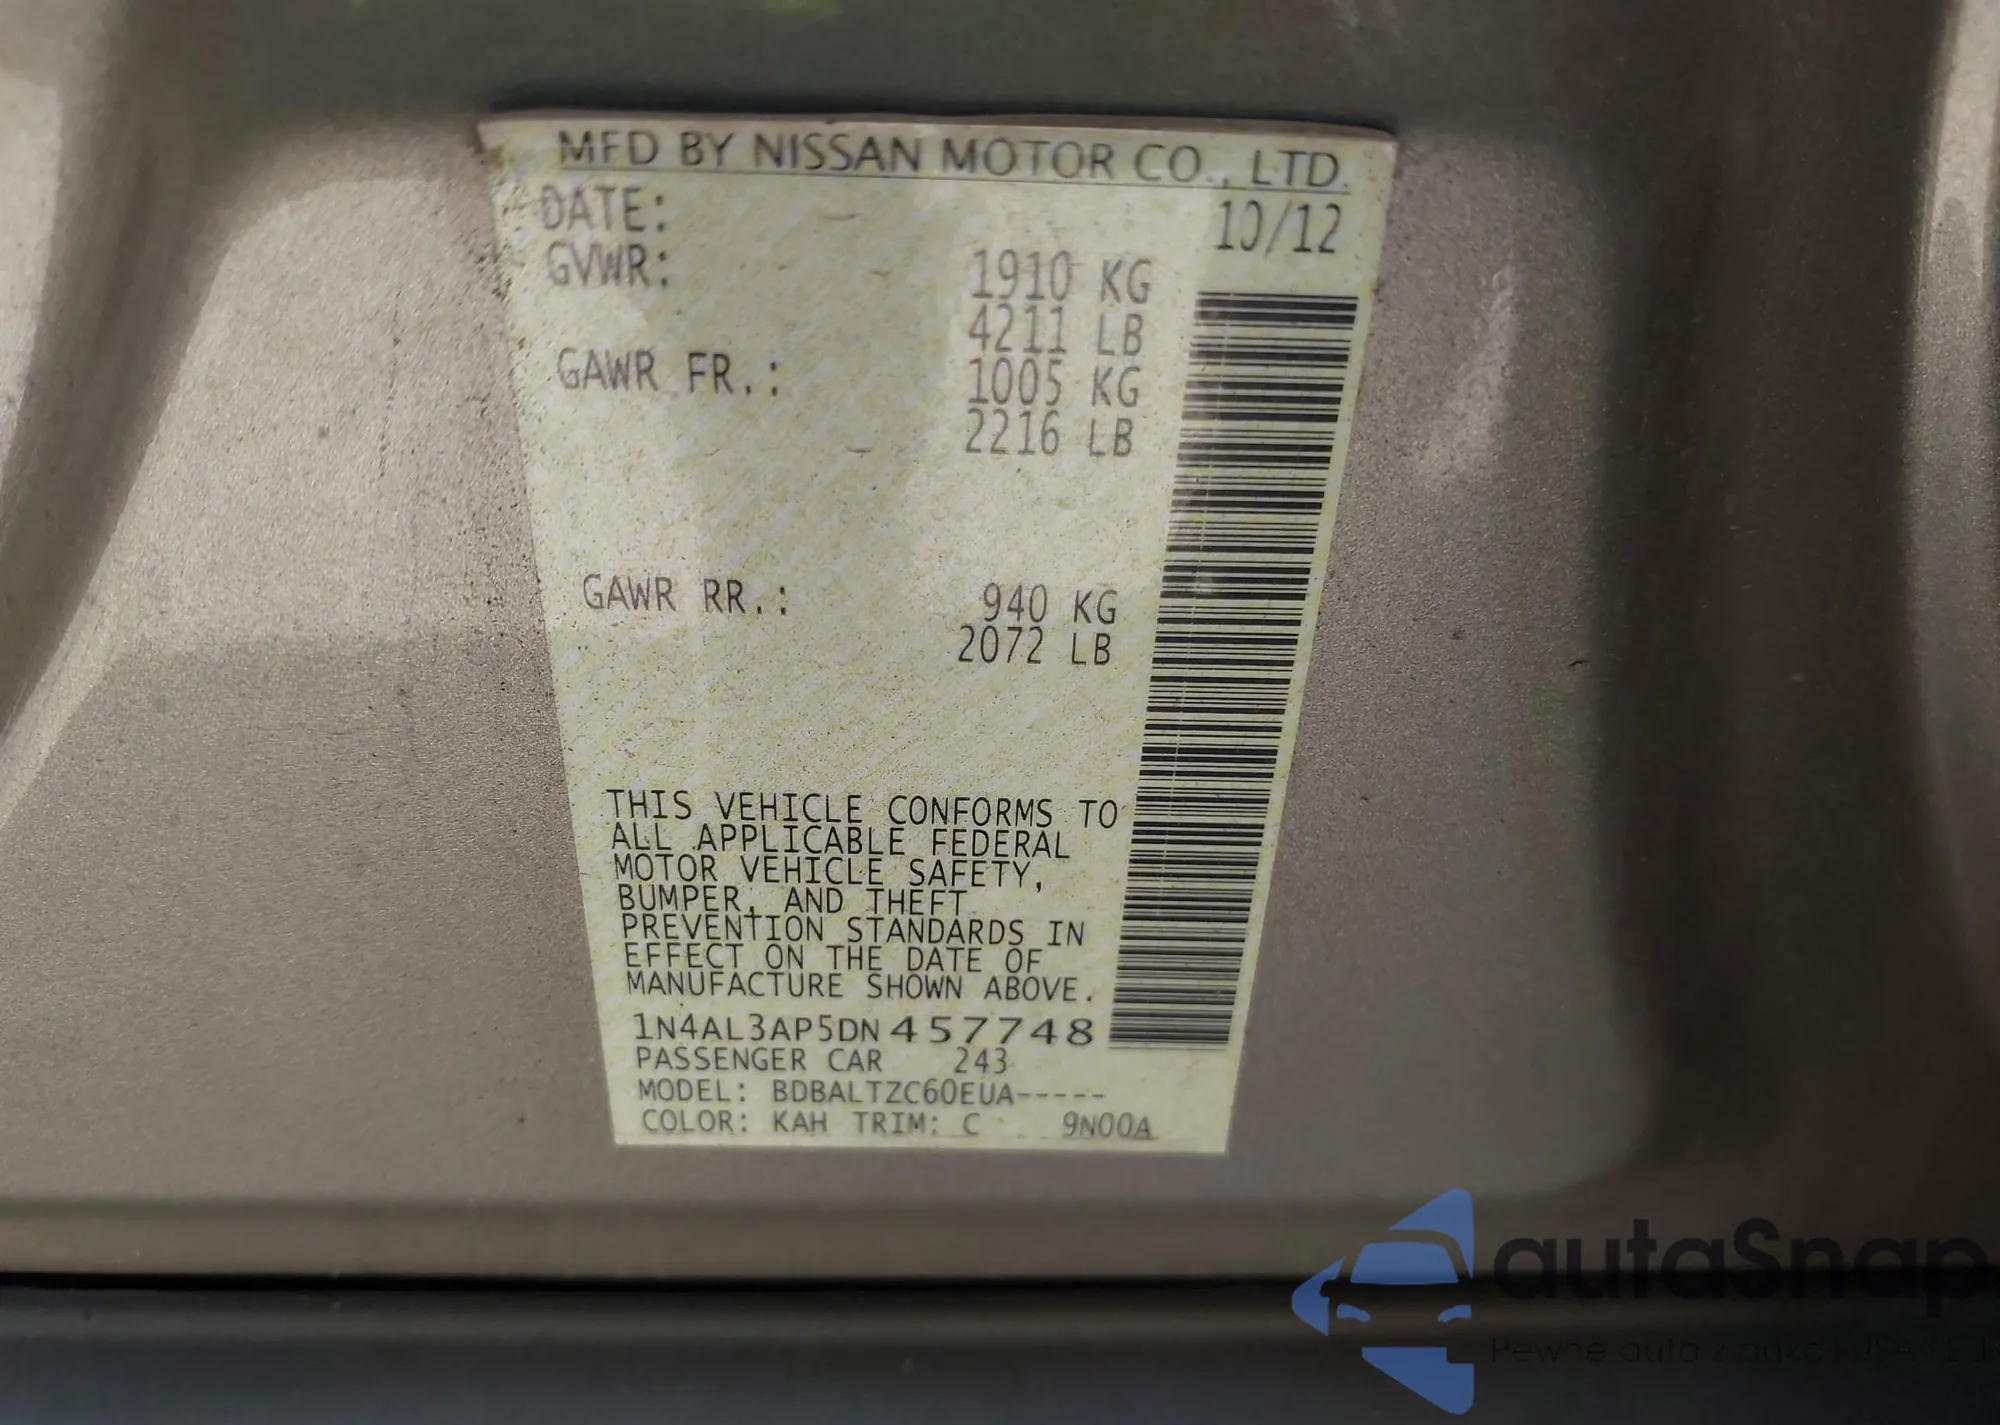 MFD BY NISSAN MOTOR CO., LTD.
DATE: 10/12
GVWR: 1910 KG
4211 LB
GAWR FR.: 1005 KG
2216 LB
GAWR RR.: 940 KG
2072 LB
THIS VEHICLE CONFORMS TO
ALL APPLICABLE FEDERAL
MOTOR VEHICLE SAFETY,
BUMPER, AND THEFT
PREVENTION STANDARDS IN
EFFECT ON THE DATE OF
MANUFACTURE SHOWN ABOVE.
1N4AL3AP5DN457748
PASSENGER CAR 243
MODEL: BDBALTZC60EUA-----
COLOR: KAH TRIM: C 9N00A
autaSnap
Pewne auto z